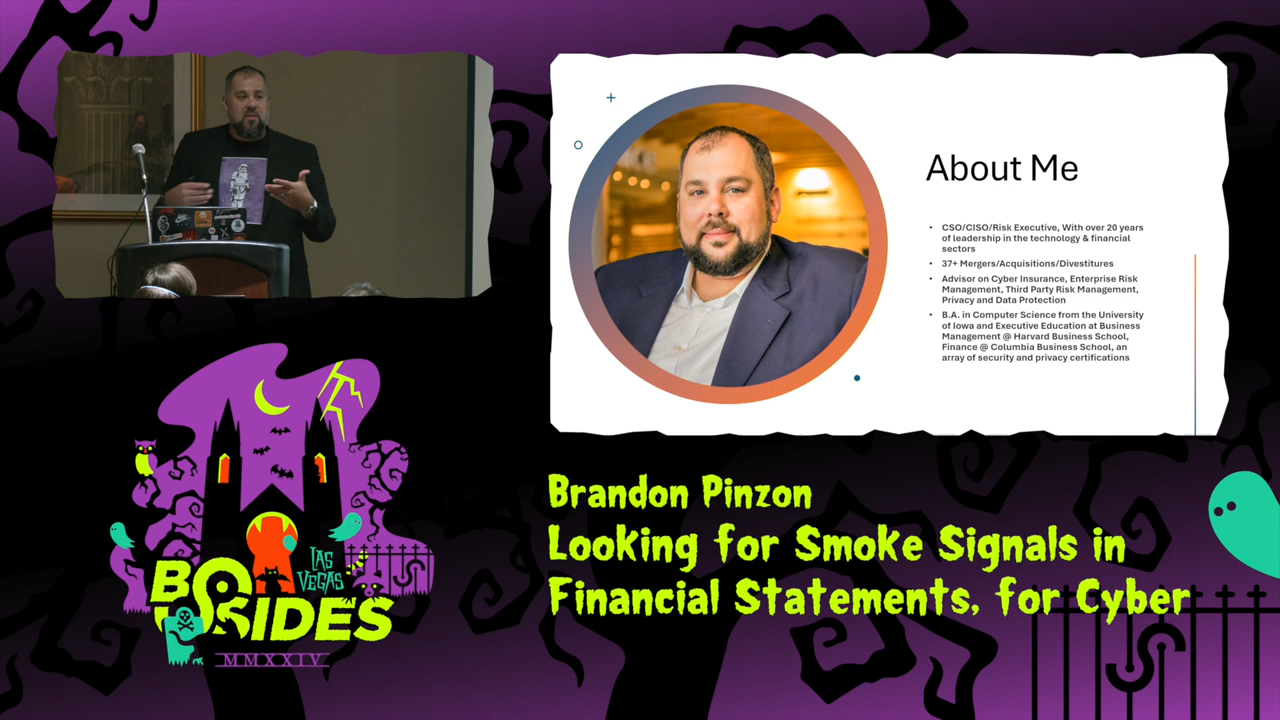 About Me
• CSO/CISO/Risk Executive, With over 20 years
of leadership in the technology & financial
sectors
• 37+ Mergers/Acquisitions/Divestitures
• Advisor on Cyber Insurance, Enterprise Risk
Management, Third Party Risk Management,
Privacy and Data Protection
• B.A. in Computer Science from the University
of Iowa and Executive Education at Business
Management @ Harvard Business School,
Finance @ Columbia Business School, an
array of security and privacy certifications
LAS
VEGAS
BSIDES
MMXXIV
Brandon Pinzon
Looking for Smoke Signals in
Financial Statements, for Cyber